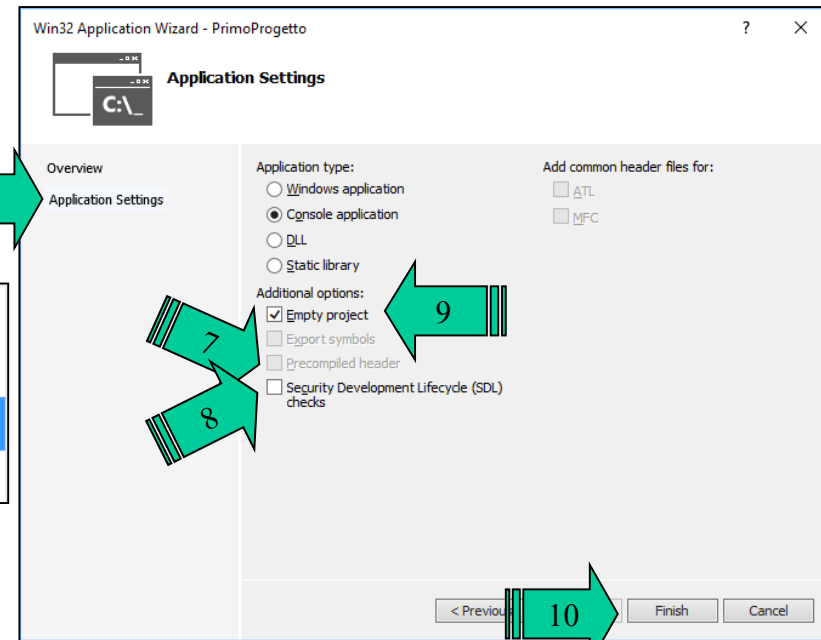 Win32 Application Wizard - PrimoProgetto ? ×
C:\_
Application Settings
Overview
Application Settings
Application type:
Windows application
Console application
DLL
Static library
Additional options:
Empty project
Export symbols
Precompiled header
Security Development Lifecycle (SDL)
checks
Add common header files for:
ATL
MFC
9
7
8
< Previou
10
Finish
Cancel